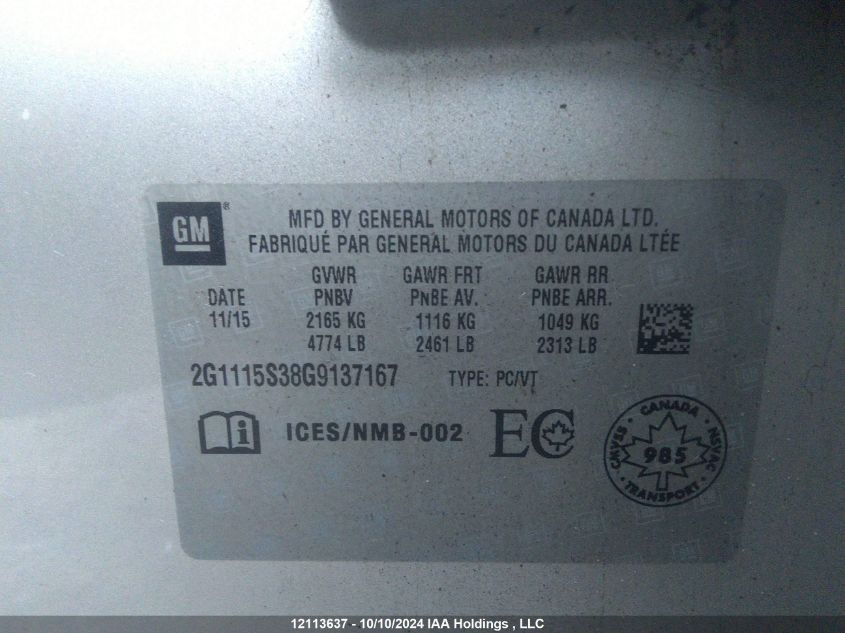 GM ®
MFD BY GENERAL MOTORS OF CANADA LTD.
FABRIQUÉ PAR GENERAL MOTORS DU CANADA LTÉE
GVWR GAWR FRT GAWR RR
DATE PNBV PNBE AV. PNBE ARR.
11/15 2165 KG 1116 KG 1049 KG
4774 LB 2461 LB 2313 LB
2G1115S38G9137167 TYPE: PC/VT
i ICES/NMB-002 EC
CANADA
CMVSS 985 NSVAC
TRANSPORT
12113637 - 10/10/2024 IAA Holdings , LLC